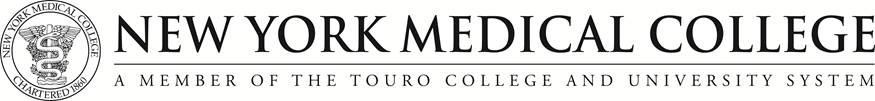 NEW YORK MEDICAL COLLEGE
CHARTERED 1860
NEW YORK MEDICAL COLLEGE
A MEMBER OF THE TOURO COLLEGE AND UNIVERSITY SYSTEM